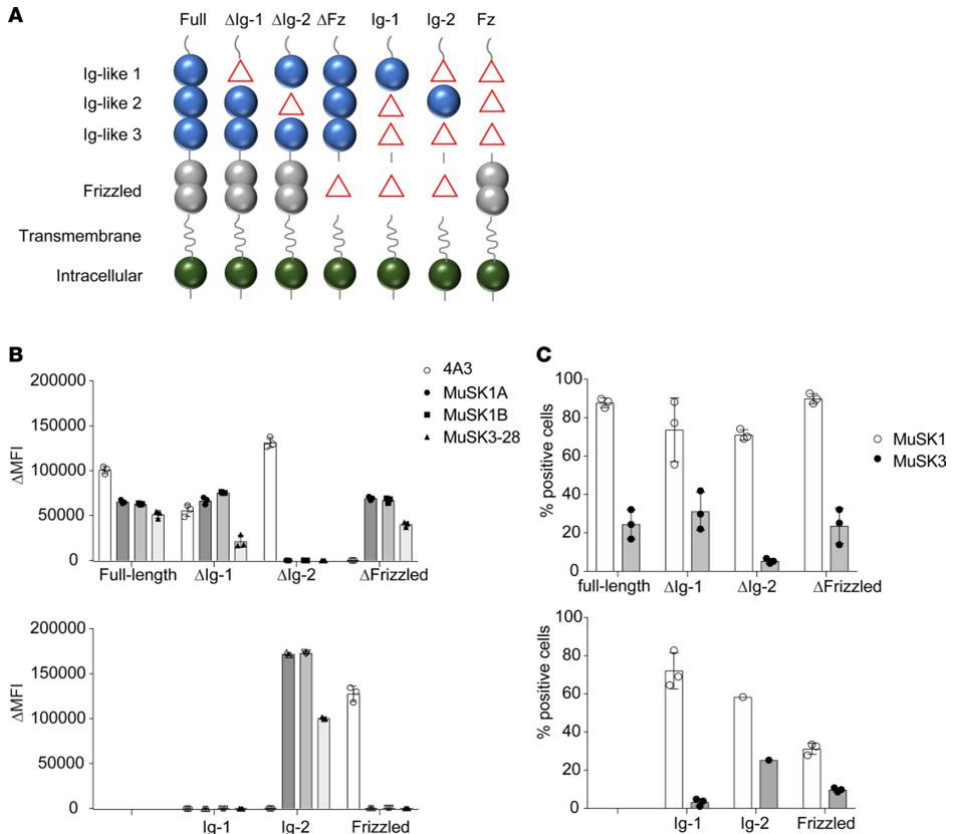 A
Full ΔIg-1 ΔIg-2 ΔFz Ig-1 Ig-2 Fz
Ig-like 1
Ig-like 2
Ig-like 3
Frizzled
Transmembrane
Intracellular
B
ΔMFI
200000
150000
100000
50000
0
Full-length ΔIg-1 ΔIg-2 ΔFrizzled
4A3
MuSK1A
MuSK1B
MuSK3-28
ΔMFI
200000
150000
100000
50000
0
Ig-1 Ig-2 Frizzled
C
% positive cells
100
80
60
40
20
0
full-length ΔIg-1 ΔIg-2 ΔFrizzled
MuSK1
MuSK3
% positive cells
100
80
60
40
20
0
Ig-1 Ig-2 Frizzled